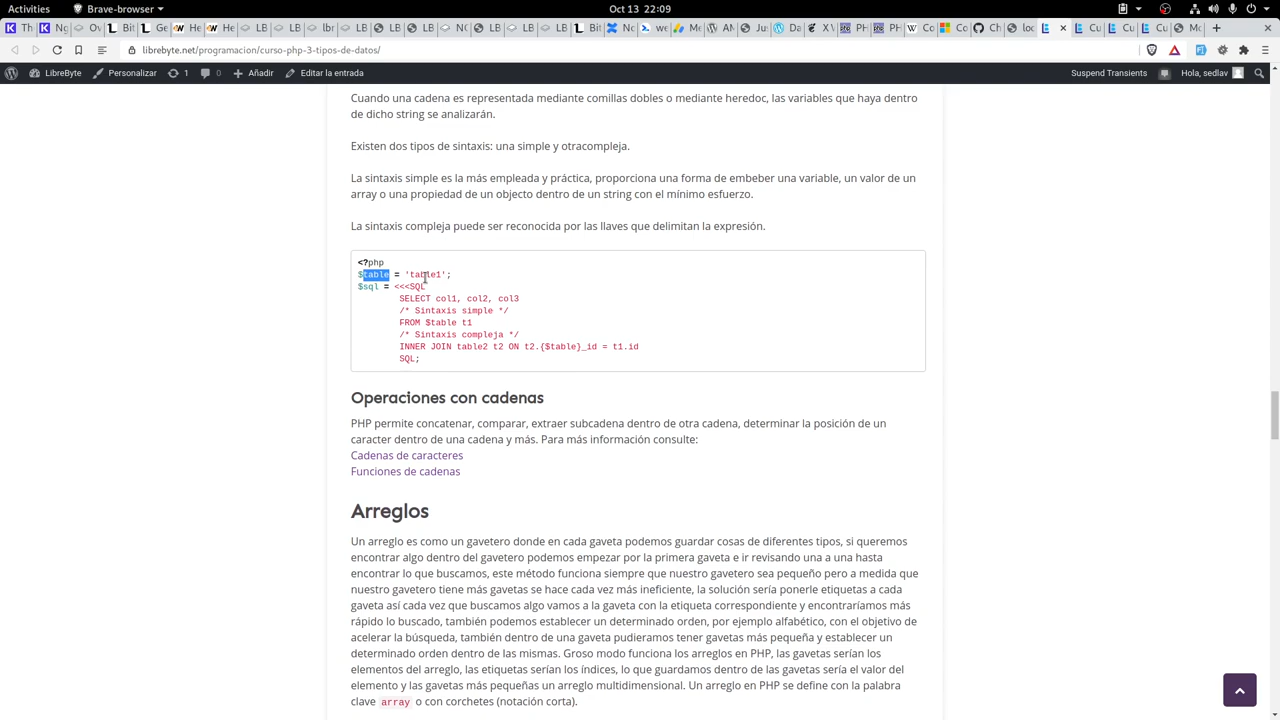 Activities Brave-browser Oct 13 22:09
librebyte.net/programacion/curso-php-3-tipos-de-datos/
LibreByte Personalizar 1 0 Añadir Editar la entrada Suspend Transients Hola, sedlav
Cuando una cadena es representada mediante comillas dobles o mediante heredoc, las variables que haya dentro
de dicho string se analizarán.
Existen dos tipos de sintaxis: una simple y otracompleja.
La sintaxis simple es la más empleada y práctica, proporciona una forma de embeber una variable, un valor de un
array o una propiedad de un objecto dentro de un string con el mínimo esfuerzo.
La sintaxis compleja puede ser reconocida por las llaves que delimitan la expresión.
<?php
$table = 'table1';
$sql = <<<SQL
SELECT col1, col2, col3
/* Sintaxis simple */
FROM $table t1
/* Sintaxis compleja */
INNER JOIN table2 t2 ON t2.{$table}_id = t1.id
SQL;
Operaciones con cadenas
PHP permite concatenar, comparar, extraer subcadena dentro de otra cadena, determinar la posición de un
caracter dentro de una cadena y más. Para más información consulte:
Cadenas de caracteres
Funciones de cadenas
Arreglos
Un arreglo es como un gavetero donde en cada gaveta podemos guardar cosas de diferentes tipos, si queremos
encontrar algo dentro del gavetero podemos empezar por la primera gaveta e ir revisando una a una hasta
encontrar lo que buscamos, este método funciona siempre que nuestro gavetero sea pequeño pero a medida que
nuestro gavetero tiene más gavetas se hace cada vez más ineficiente, la solución sería ponerle etiquetas a cada
gaveta así cada vez que buscamos algo vamos a la gaveta con la etiqueta correspondiente y encontraríamos más
rápido lo buscado, también podemos establecer un determinado orden, por ejemplo alfabético, con el objetivo de
acelerar la búsqueda, también dentro de una gaveta pudieramos tener gavetas más pequeña y establecer un
determinado orden dentro de las mismas. Groso modo funciona los arreglos en PHP, las gavetas serían los
elementos del arreglo, las etiquetas serían los índices, lo que guardamos dentro de las gavetas sería el valor del
elemento y las gavetas más pequeñas un arreglo multidimensional. Un arreglo en PHP se define con la palabra
clave array o con corchetes (notación corta).